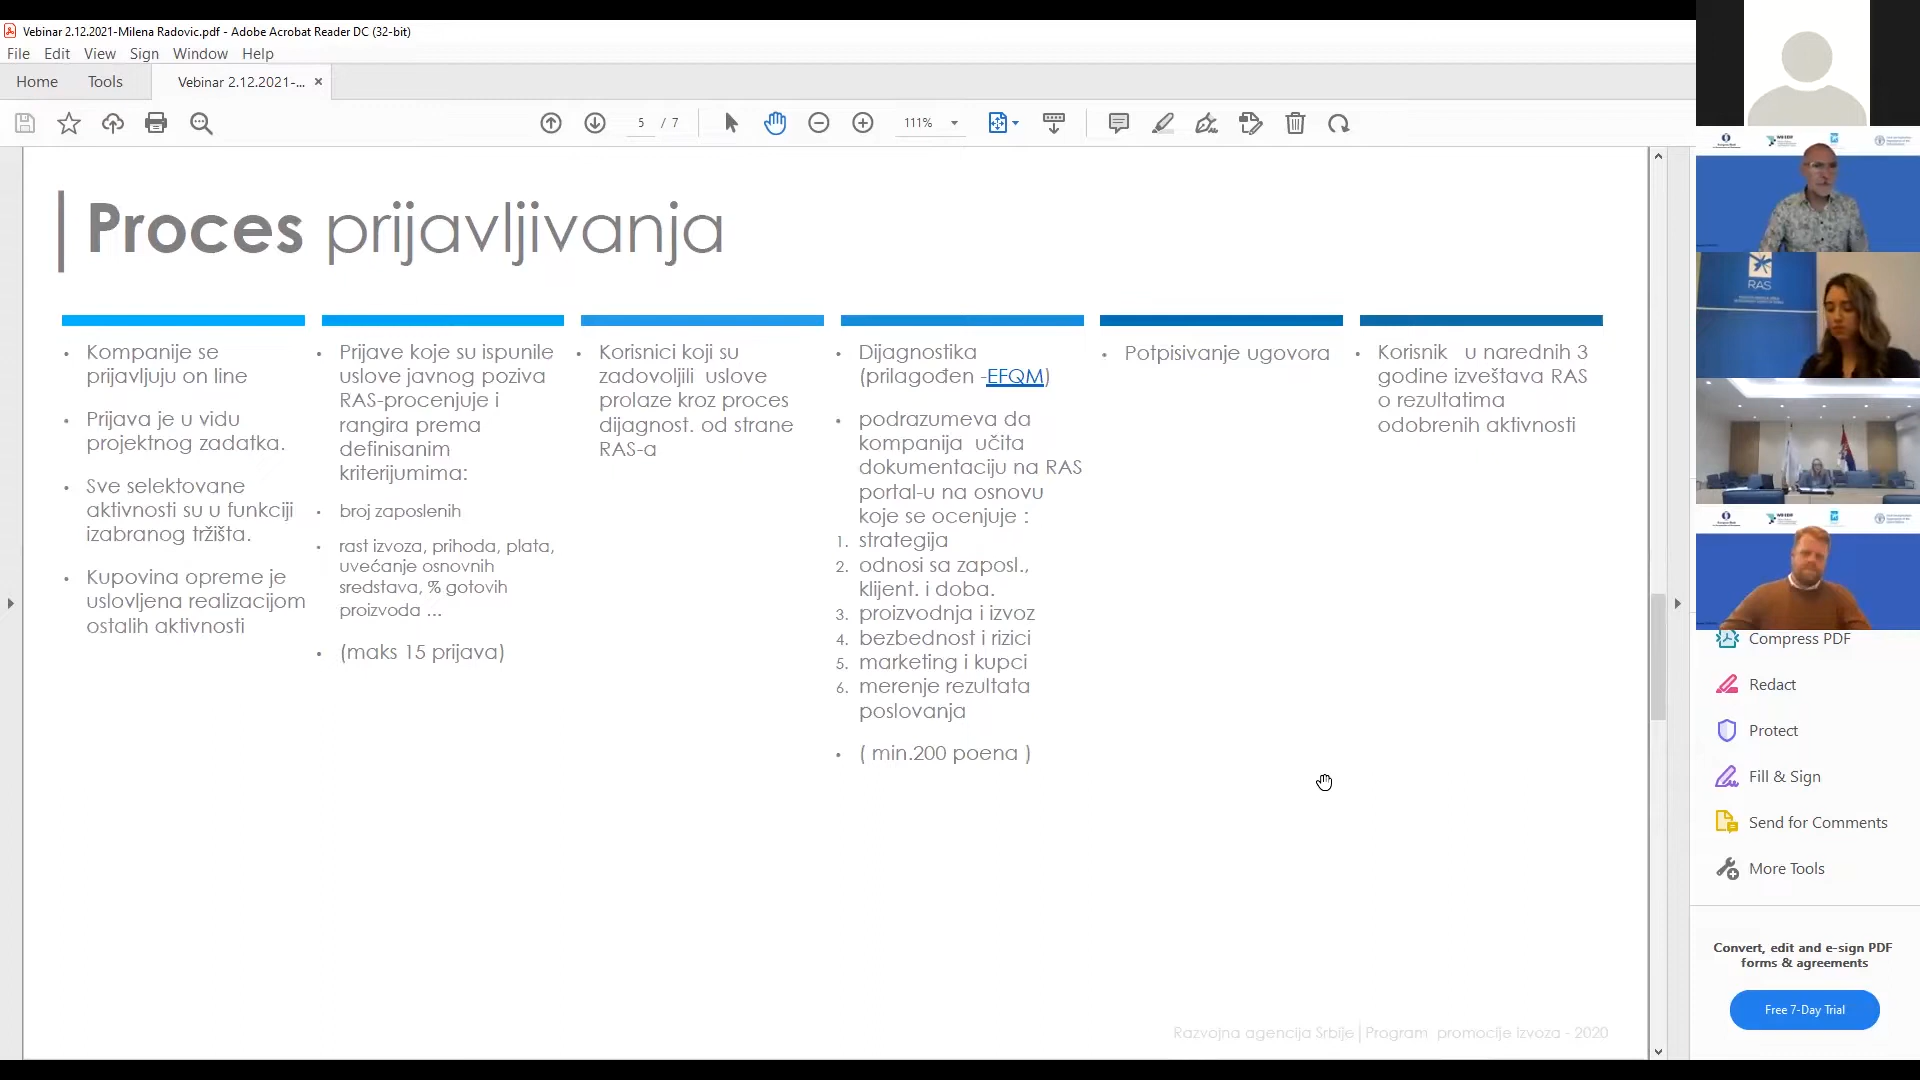 Vebinar 2.12.2021-Milena Radovic.pdf - Adobe Acrobat Reader DC (32-bit)
File Edit View Sign Window Help
Home Tools Vebinar 2.12.2021-... ×
5 / 7 111%
Proces prijavljivanja
• Kompanije se
prijavljuju on line
• Prijava je u vidu
projektnog zadatka.
• Sve selektovane
aktivnosti su u funkciji
izabranog tržišta.
• Kupovina opreme je
uslovljena realizacijom
ostalih aktivnosti
• Prijave koje su ispunile
uslove javnog poziva
RAS-procenjuje i
rangira prema
definisanim
kriterijumima:
• broj zaposlenih
• rast izvoza, prihoda, plata,
uvećanje osnovnih
sredstava, % gotovih
proizvoda ...
• (maks 15 prijava)
• Korisnici koji su
zadovoljili uslove
prolaze kroz proces
dijagnost. od strane
RAS-a
• Dijagnostika
(prilagođen -EFQM)
• podrazumeva da
kompanija učita
dokumentaciju na RAS
portal-u na osnovu
koje se ocenjuje :
1. strategija
2. odnosi sa zaposl.,
klijent. i doba.
3. proizvodnja i izvoz
4. bezbednost i rizici
5. marketing i kupci
6. merenje rezultata
poslovanja
• ( min.200 poena )
• Potpisivanje ugovora
• Korisnik u narednih 3
godine izveštava RAS
o rezultatima
odobrenih aktivnosti
Razvojna agencija Srbije | Program promocije Izvoza - 2020
RAS
Compress PDF
Redact
Protect
Fill & Sign
Send for Comments
More Tools
Convert, edit and e-sign PDF
forms & agreements
Free 7-Day Trial